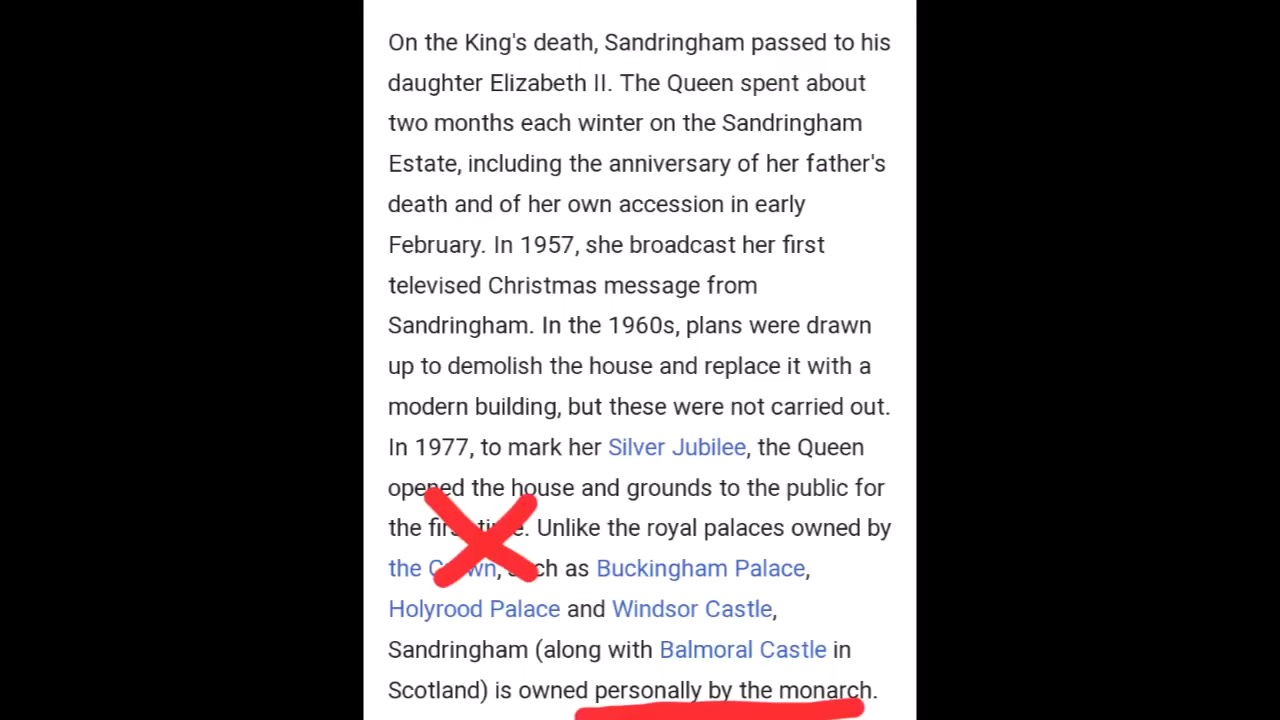 On the King's death, Sandringham passed to his
daughter Elizabeth II. The Queen spent about
two months each winter on the Sandringham
Estate, including the anniversary of her father's
death and of her own accession in early
February. In 1957, she broadcast her first
televised Christmas message from
Sandringham. In the 1960s, plans were drawn
up to demolish the house and replace it with a
modern building, but these were not carried out.
In 1977, to mark her Silver Jubilee, the Queen
opened the house and grounds to the public for
the first time. Unlike the royal palaces owned by
the Crown, such as Buckingham Palace,
Holyrood Palace and Windsor Castle,
Sandringham (along with Balmoral Castle in
Scotland) is owned personally by the monarch.